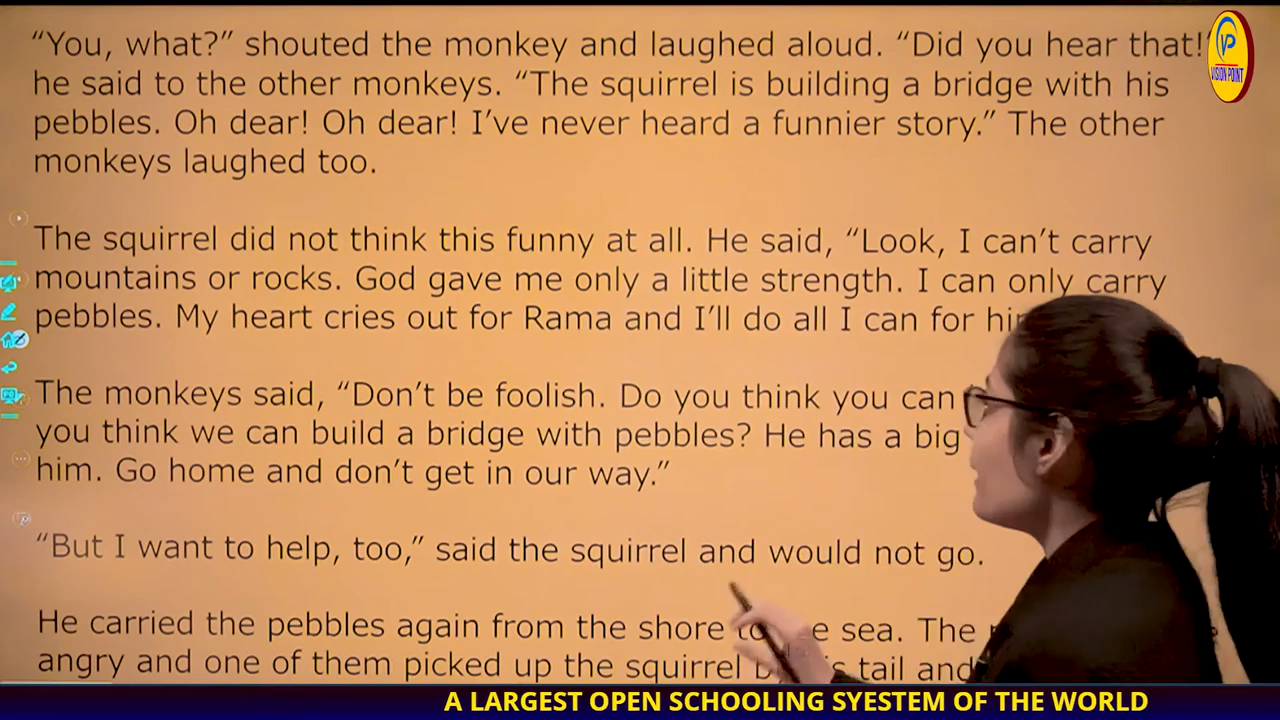 “You, what?” shouted the monkey and laughed aloud. “Did you hear that!”
he said to the other monkeys. “The squirrel is building a bridge with his
pebbles. Oh dear! Oh dear! I’ve never heard a funnier story.” The other
monkeys laughed too.
The squirrel did not think this funny at all. He said, “Look, I can’t carry
mountains or rocks. God gave me only a little strength. I can only carry
pebbles. My heart cries out for Rama and I’ll do all I can for
The monkeys said, “Don’t be foolish. Do you think you can
you think we can build a bridge with pebbles? He has a big
him. Go home and don’t get in our way.”
“But I want to help, too,” said the squirrel and would not go.
He carried the pebbles again from the shore sea. The
angry and one of them picked up the squirrel tail and
VP
VISION POINT
A LARGEST OPEN SCHOOLING SYESTEM OF THE WORLD